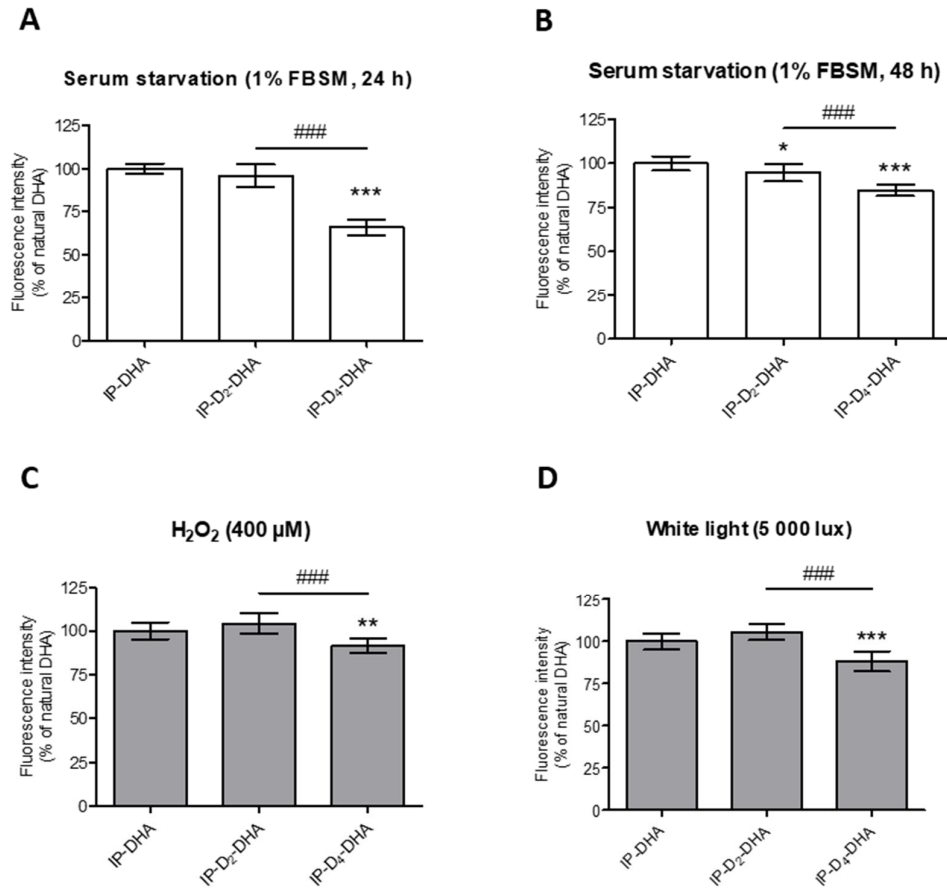 A
Serum starvation (1% FBSM, 24 h)
Fluorescence intensity
(% of natural DHA)
125
100
75
50
25
0
###
***
IP-DHA
IP-D₂-DHA
IP-D₄-DHA
B
Serum starvation (1% FBSM, 48 h)
Fluorescence intensity
(% of natural DHA)
125
100
75
50
25
0
###
*
***
IP-DHA
IP-D₂-DHA
IP-D₄-DHA
C
H₂O₂ (400 µM)
Fluorescence intensity
(% of natural DHA)
125
100
75
50
25
0
###
**
IP-DHA
IP-D₂-DHA
IP-D₄-DHA
D
White light (5 000 lux)
Fluorescence intensity
(% of natural DHA)
125
100
75
50
25
0
###
***
IP-DHA
IP-D₂-DHA
IP-D₄-DHA